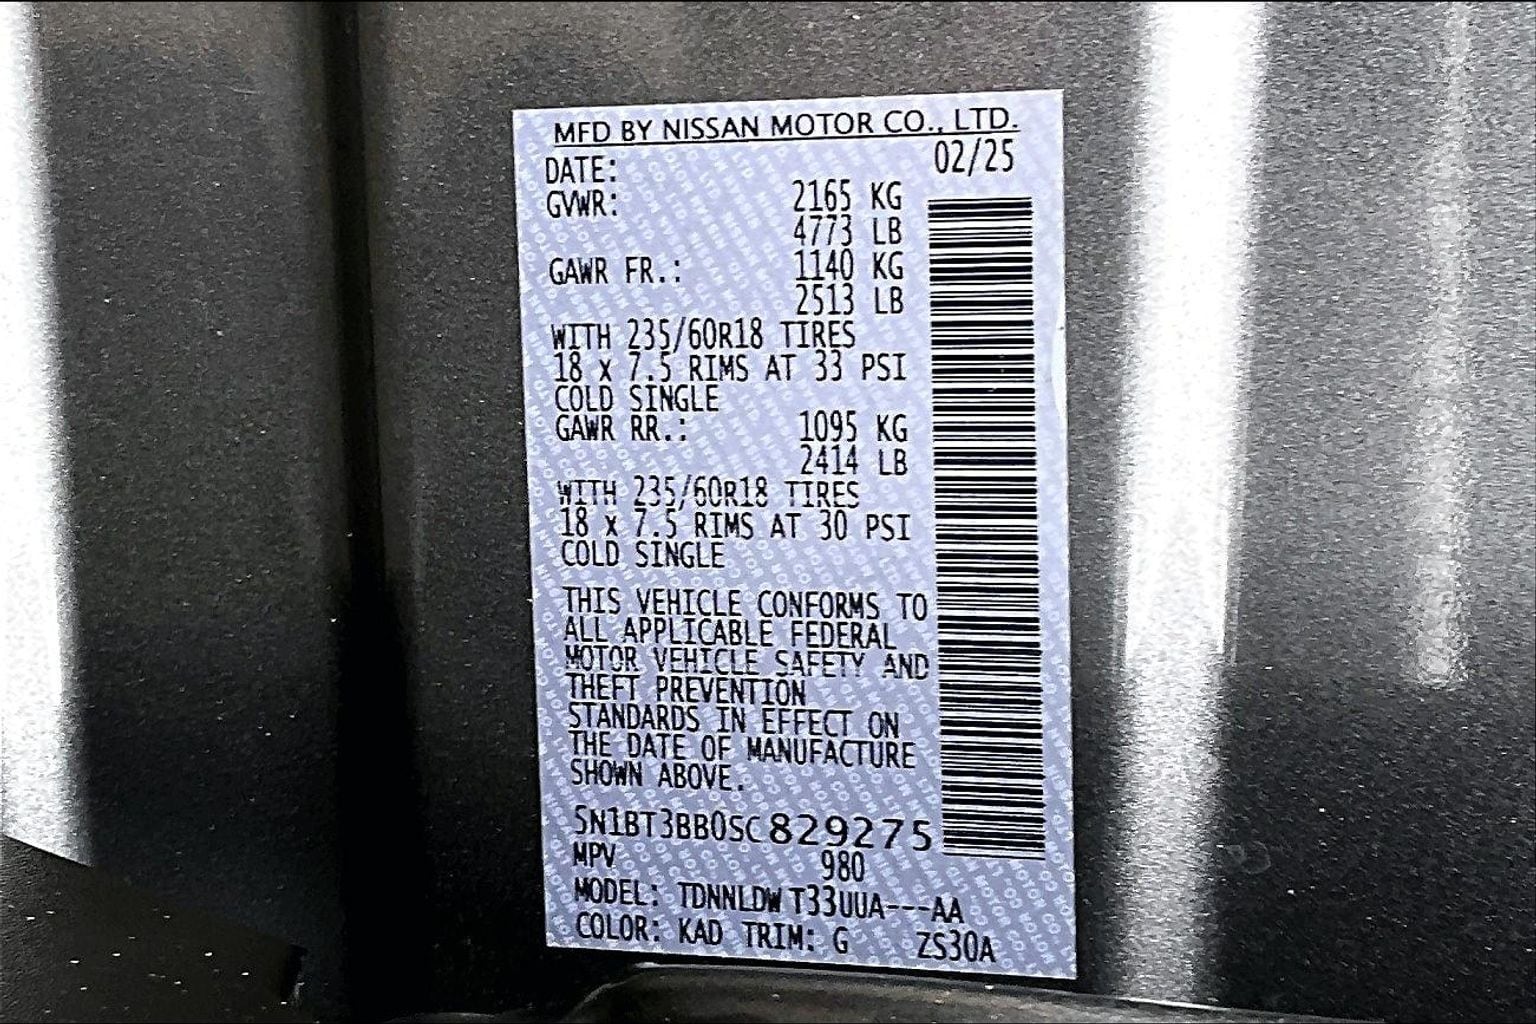 MFD BY NISSAN MOTOR CO., LTD.
DATE: 02/25
GVWR: 2165 KG
4773 LB
GAWR FR.: 1140 KG
2513 LB
WITH 235/60R18 TIRES
18 x 7.5 RIMS AT 33 PSI
COLD SINGLE
GAWR RR.: 1095 KG
2414 LB
WITH 235/60R18 TIRES
18 x 7.5 RIMS AT 30 PSI
COLD SINGLE
THIS VEHICLE CONFORMS TO
ALL APPLICABLE FEDERAL
MOTOR VEHICLE SAFETY AND
THEFT PREVENTION
STANDARDS IN EFFECT ON
THE DATE OF MANUFACTURE
SHOWN ABOVE.
5N1BT3BB0SC829275
MPV 980
MODEL: TDNNLDWT33UUA---AA
COLOR: KAD TRIM: G ZS30A